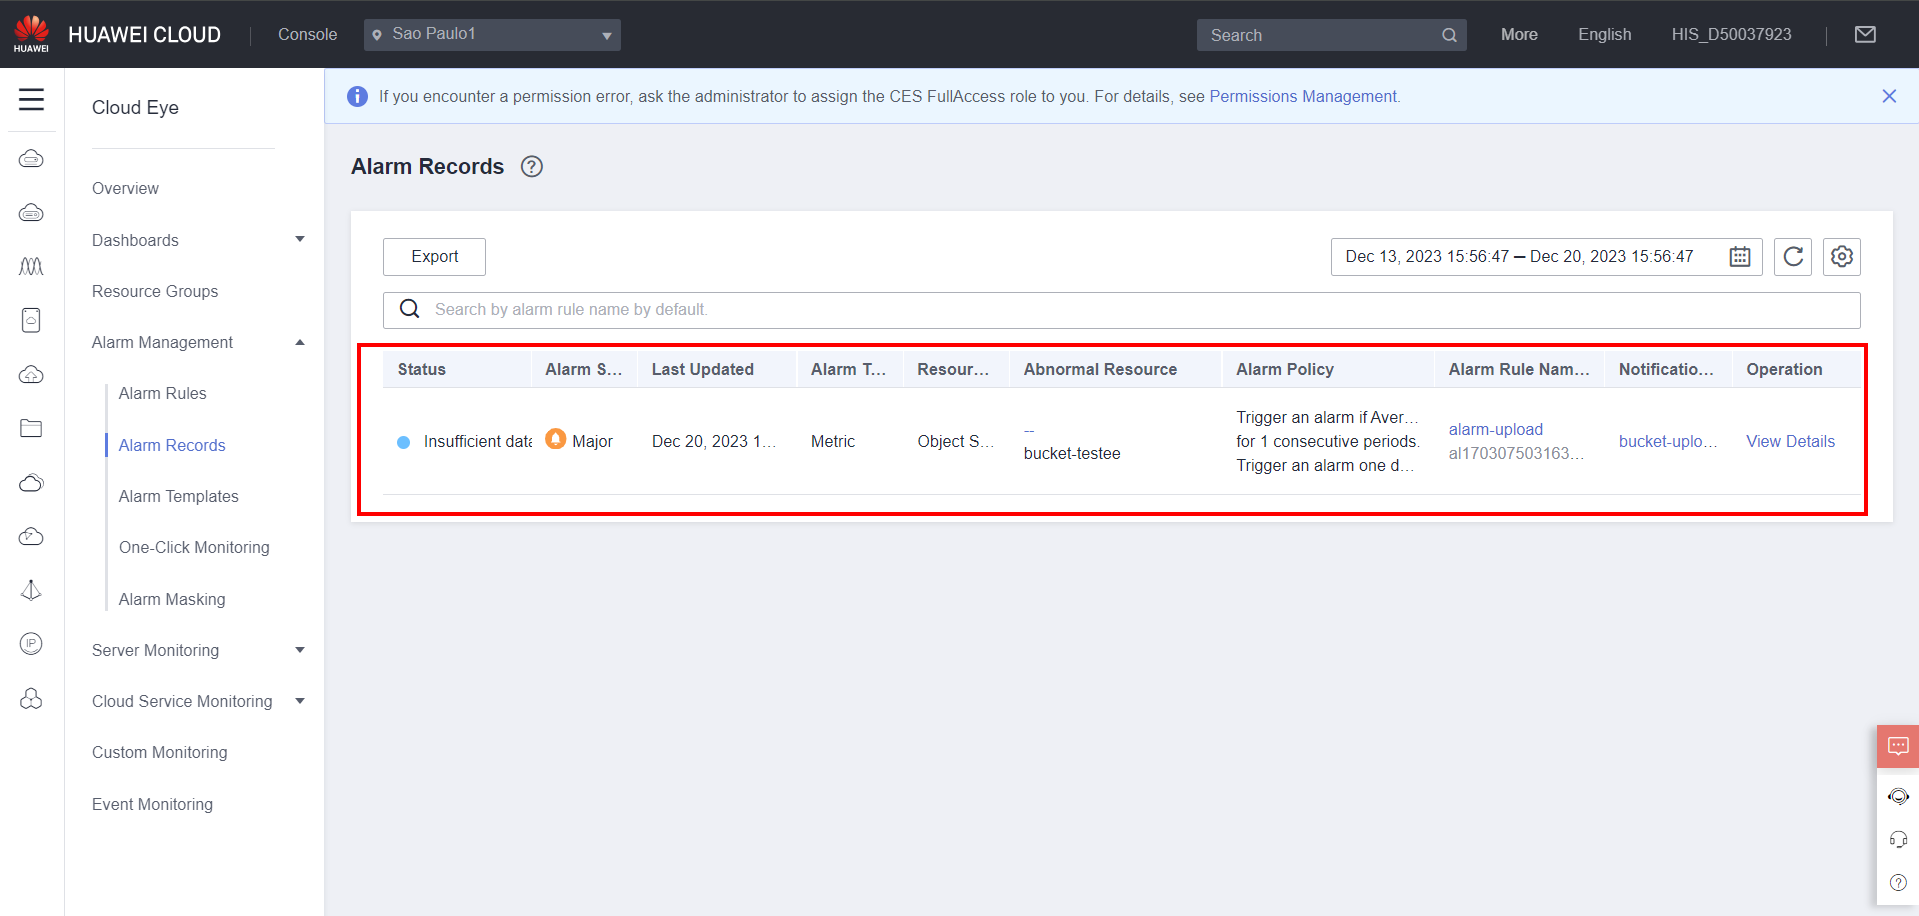 HUAWEI
HUAWEI CLOUD
Console
Sao Paulo1
Search
More
English
HIS_D50037923
Cloud Eye
Overview
Dashboards
Resource Groups
Alarm Management
Alarm Rules
Alarm Records
Alarm Templates
One-Click Monitoring
Alarm Masking
Server Monitoring
Cloud Service Monitoring
Custom Monitoring
Event Monitoring
IP
If you encounter a permission error, ask the administrator to assign the CES FullAccess role to you. For details, see Permissions Management.
Alarm Records
Export
Dec 13, 2023 15:56:47 – Dec 20, 2023 15:56:47
Search by alarm rule name by default.
Status Alarm S... Last Updated Alarm T... Resour... Abnormal Resource Alarm Policy Alarm Rule Nam... Notificatio... Operation
Insufficient data
Major
Dec 20, 2023 1...
Metric
Object S...
--
bucket-testee
Trigger an alarm if Aver...
for 1 consecutive periods.
Trigger an alarm one d...
alarm-upload
al170307503163...
bucket-uplo...
View Details